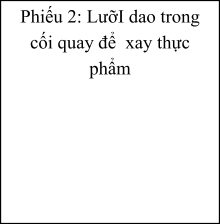 Phiếu 2: LưỡI dao trong
cối quay để  xay thực
phẩm